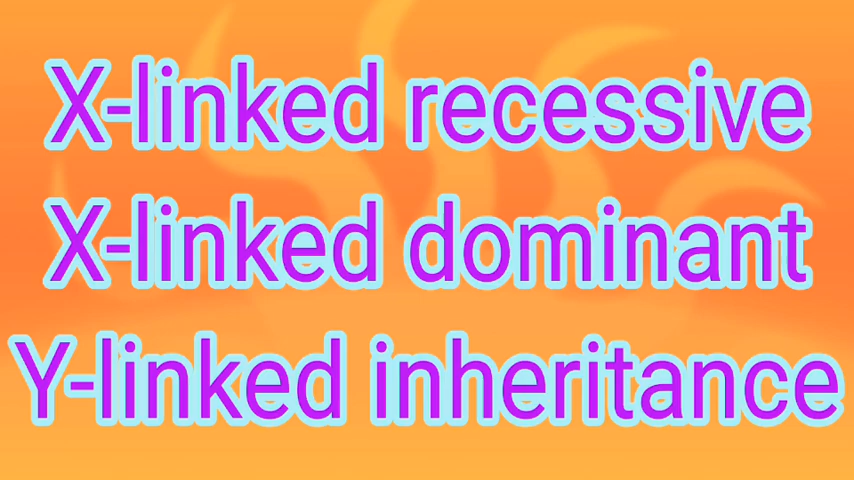 X-linked recessive
X-linked dominant
Y-linked inheritance